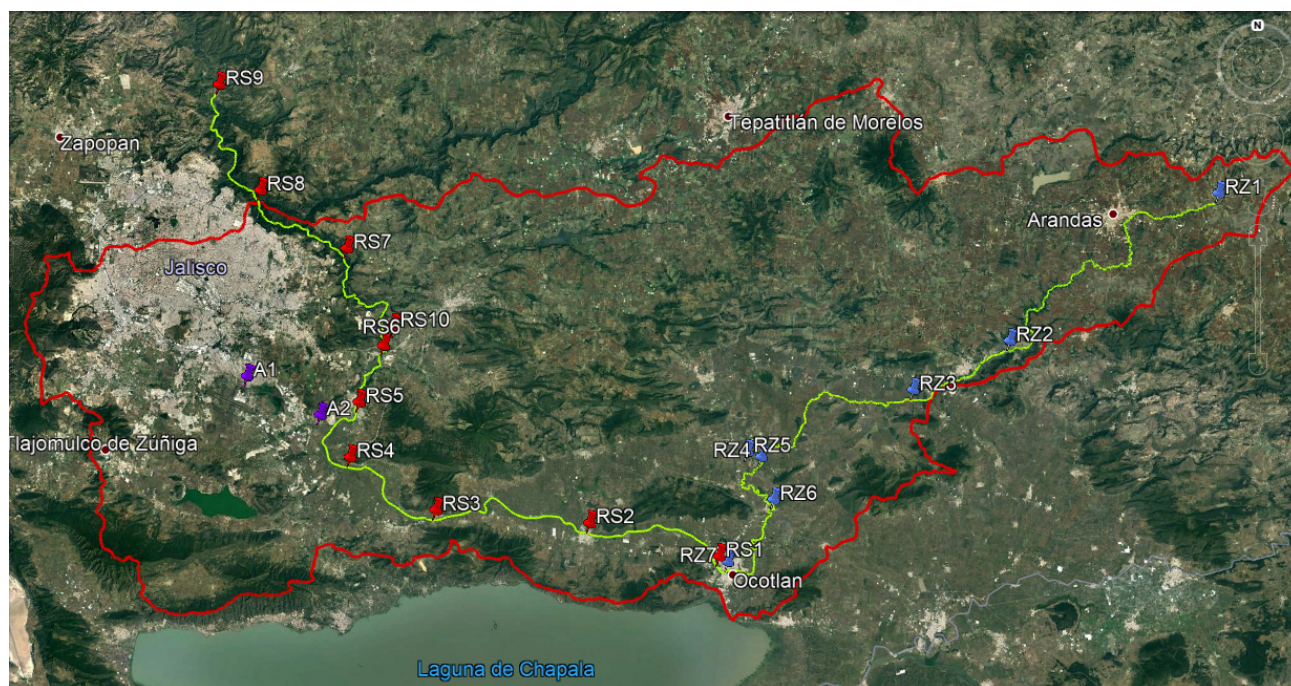 N
RS9
Zapopan
Tepatitlán de Morelos
RS8
RZ1
Arandas
RS7
Jalisco
RS10
RS6
RZ2
A1
RZ3
RS5
A2
Tlajomulco de Zúñiga
RS4
RZ4
RZ5
RZ6
RS3
RS2
RZ7
RS1
Ocotlan
Laguna de Chapala